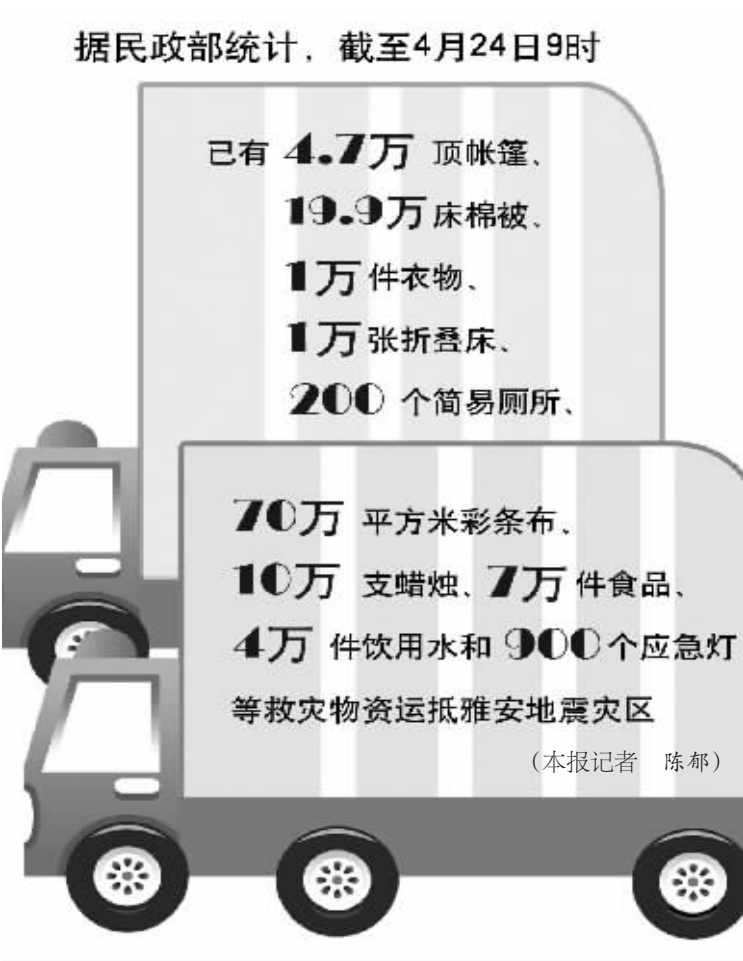 据民政部统计，截至4月24日9时
已有 4.7万 顶帐篷、
19.9万床棉被、
1万件衣物、
1万张折叠床、
200 个简易厕所、
70万 平方米彩条布、
10万 支蜡烛、7万件食品、
4万 件饮用水和 900个应急灯
等救灾物资运抵雅安地震灾区
（本报记者 陈郁）